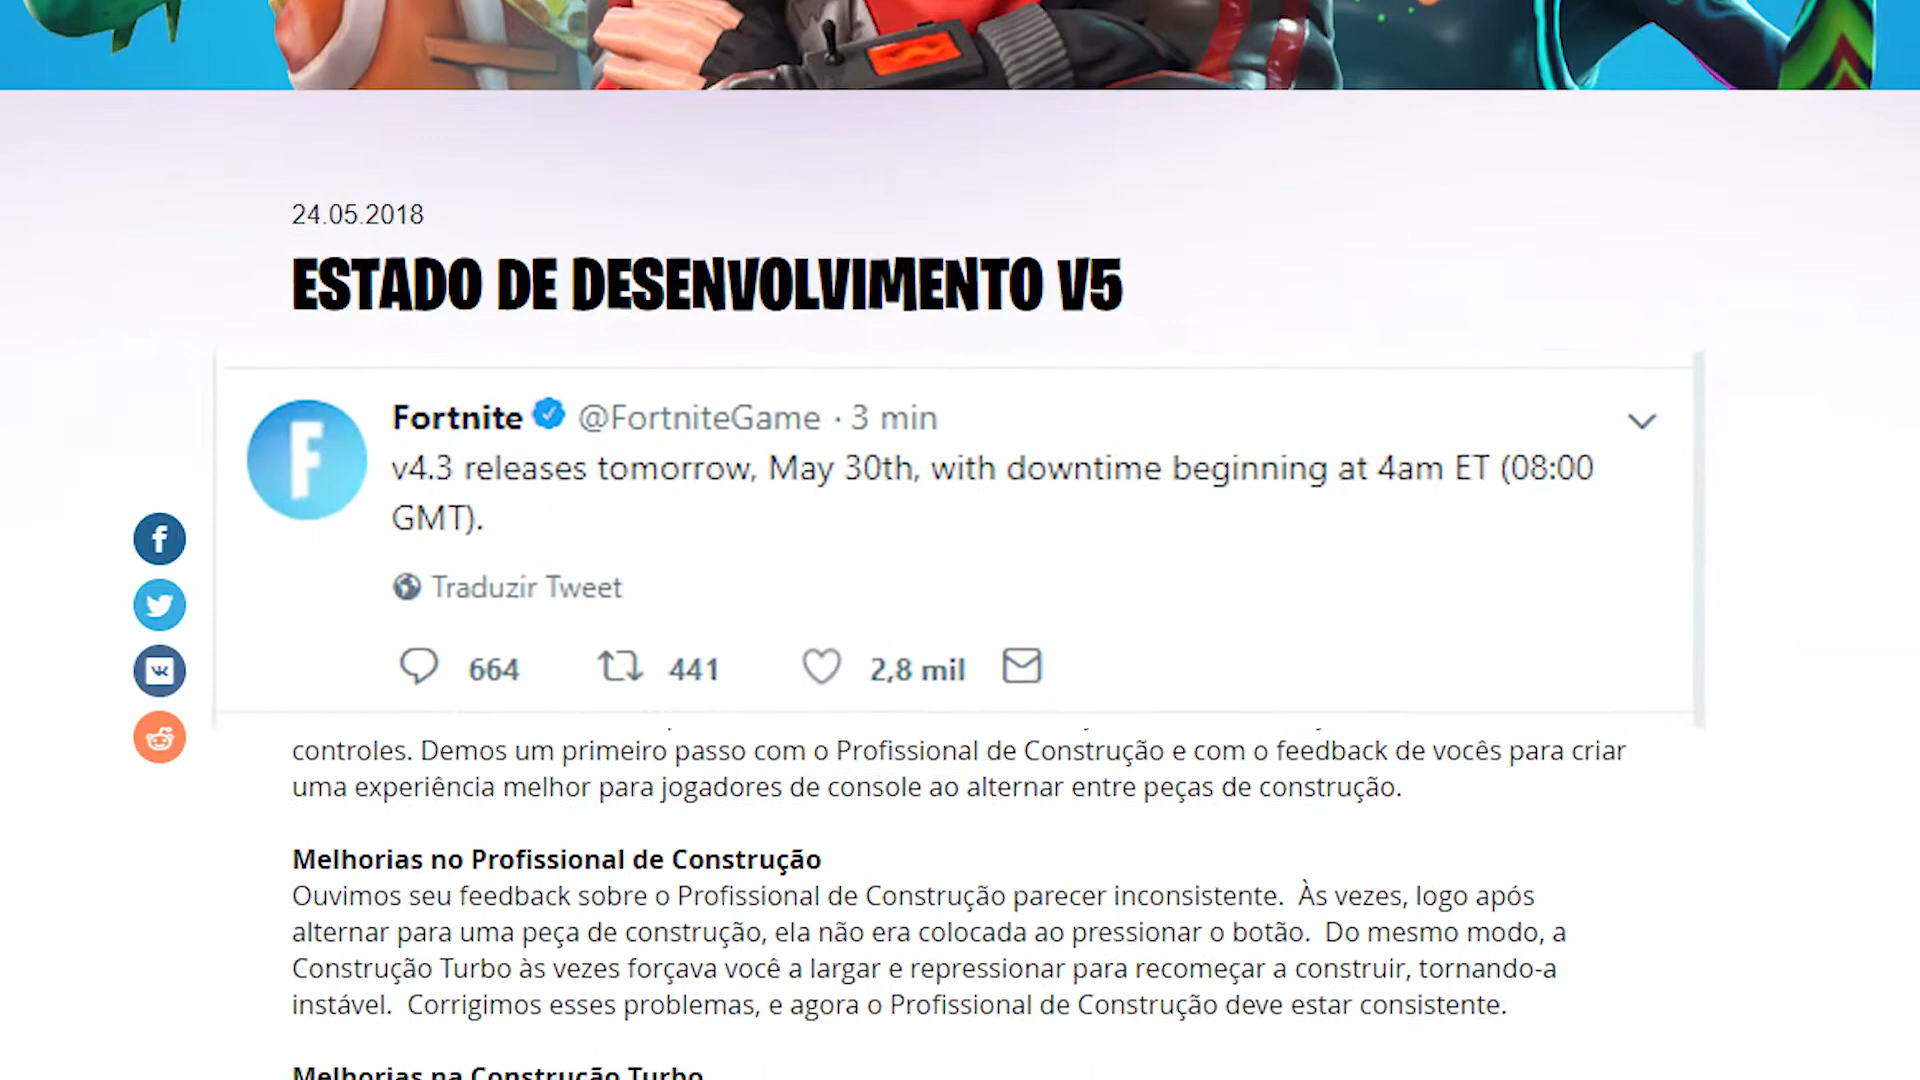 24.05.2018
ESTADO DE DESENVOLVIMENTO V5
Fortnite @FortniteGame · 3 min
v4.3 releases tomorrow, May 30th, with downtime beginning at 4am ET (08:00
GMT).
Traduzir Tweet
664 441 2,8 mil
controles. Demos um primeiro passo com o Profissional de Construção e com o feedback de vocês para criar
uma experiência melhor para jogadores de console ao alternar entre peças de construção.
Melhorias no Profissional de Construção
Ouvimos seu feedback sobre o Profissional de Construção parecer inconsistente.  Às vezes, logo após
alternar para uma peça de construção, ela não era colocada ao pressionar o botão.  Do mesmo modo, a
Construção Turbo às vezes forçava você a largar e repressionar para recomeçar a construir, tornando-a
instável.  Corrigimos esses problemas, e agora o Profissional de Construção deve estar consistente.
Melhorias na Construção Turbo